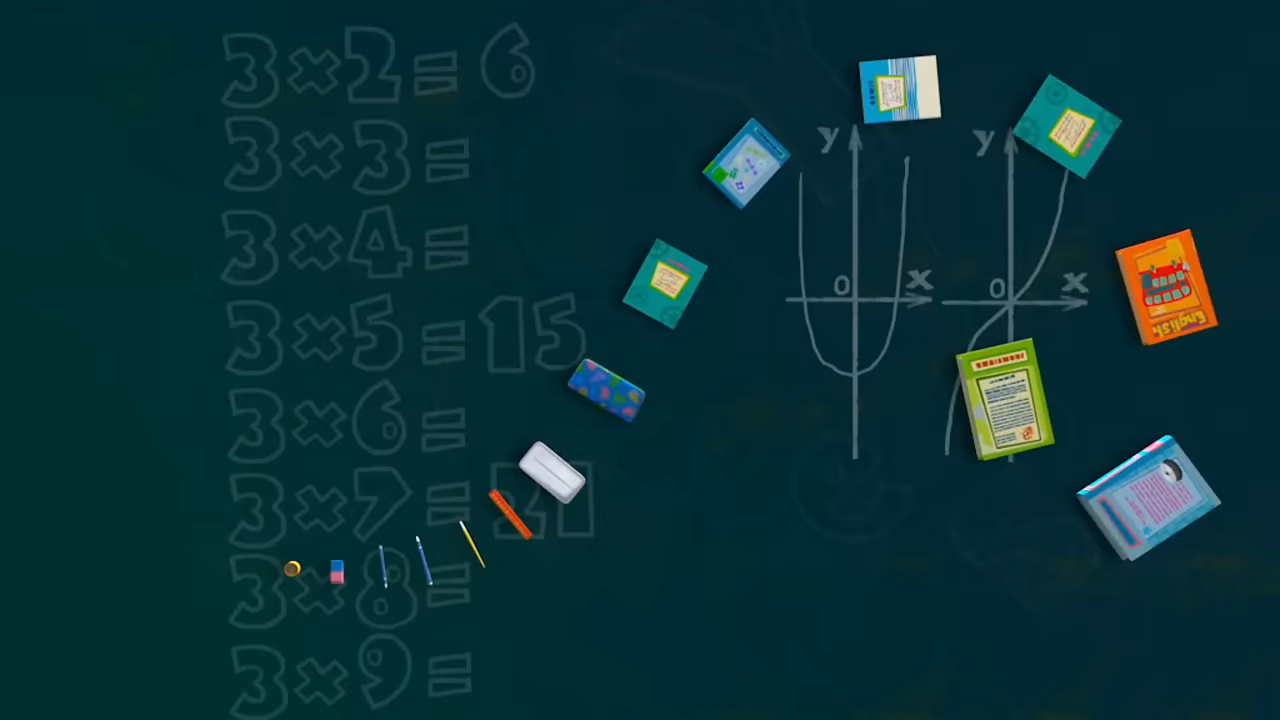 3×2=6
3×3=
3×4=
3×5=15
3×6=
3×7=21
3×8=
3×9=
y
0
x
y
0
x
English